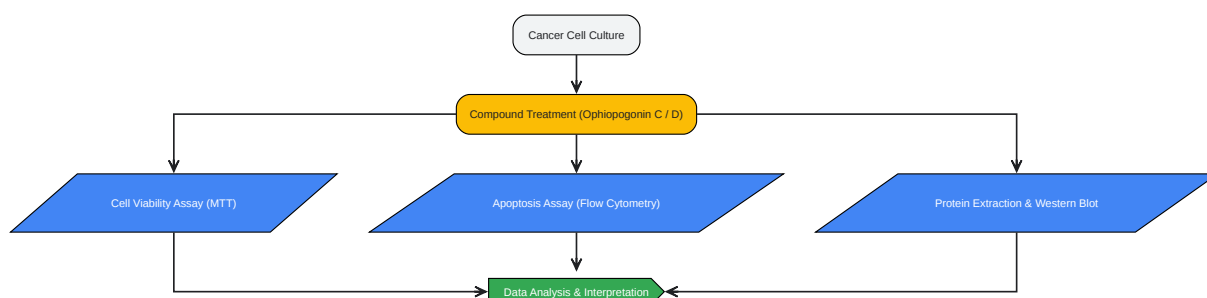 Cancer Cell Culture
Compound Treatment (Ophiopogonin C / D)
Cell Viability Assay (MTT)
Apoptosis Assay (Flow Cytometry)
Protein Extraction & Western Blot
Data Analysis & Interpretation